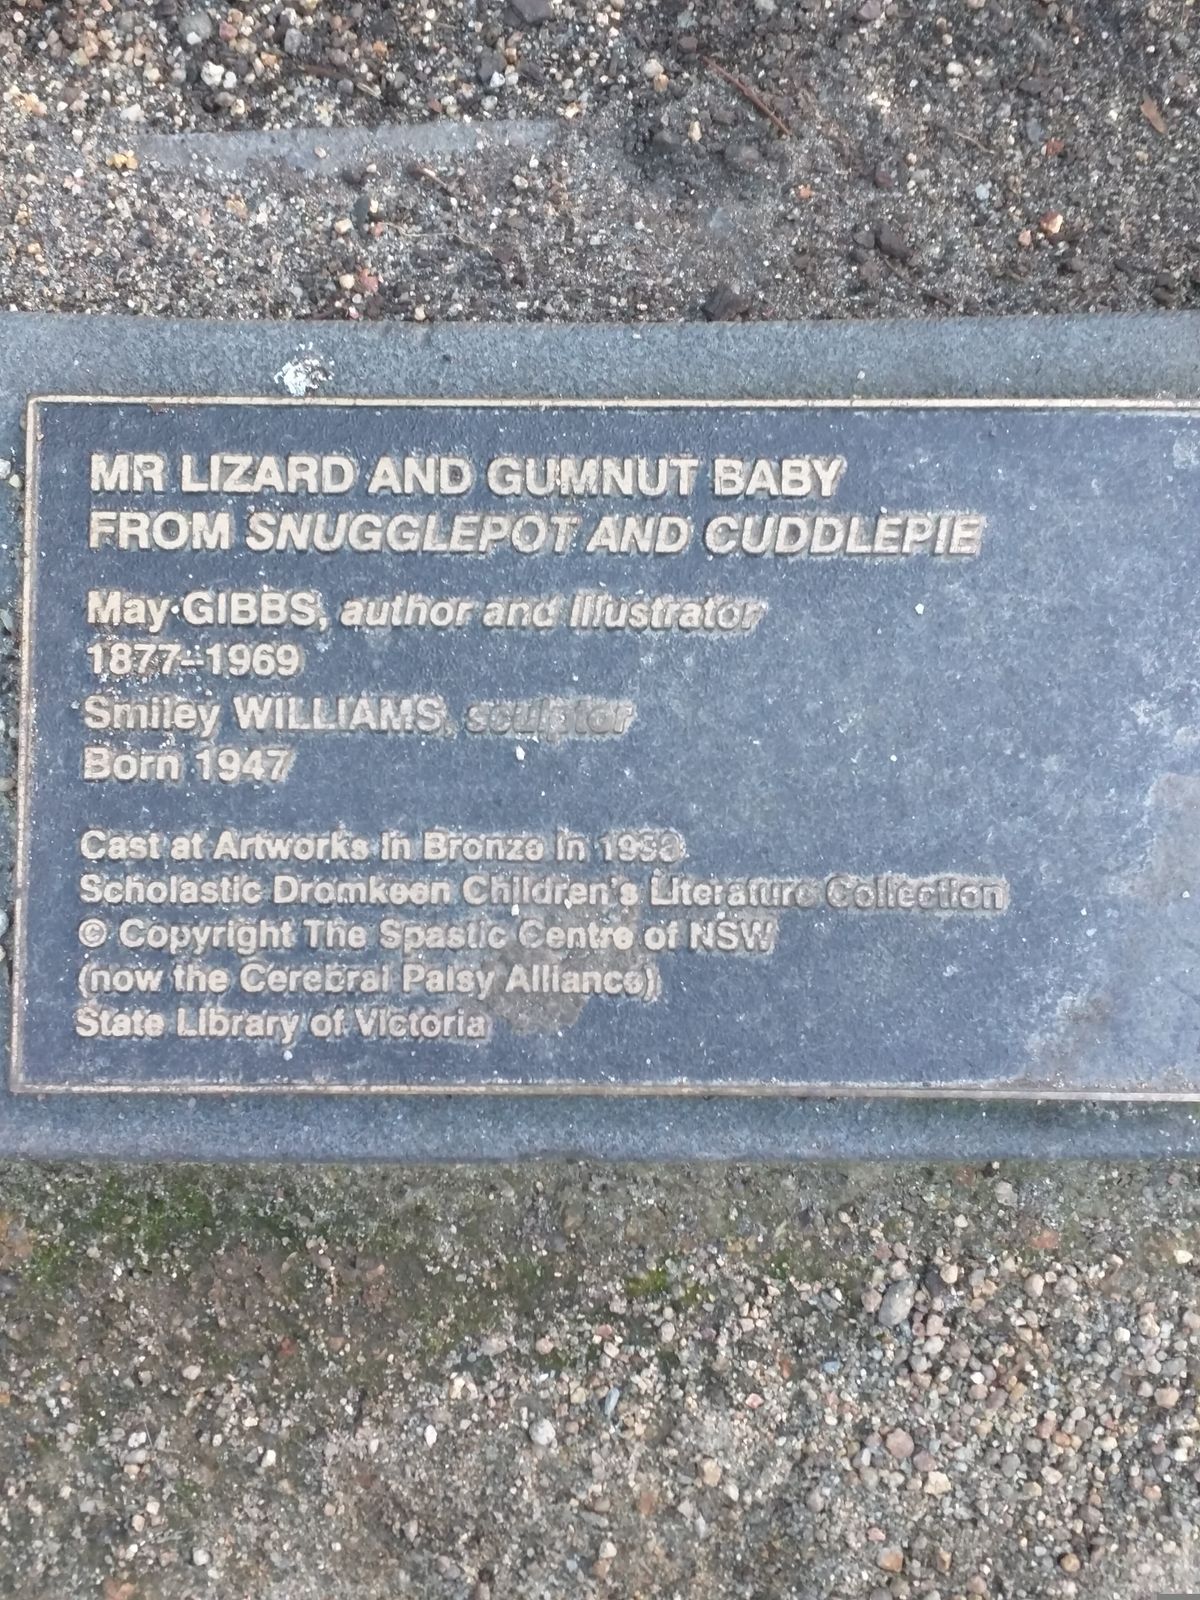 MR LIZARD AND GUMNUT BABY
FROM SNUGGLEPOT AND CUDDLEPIE
May GIBBS, author and illustrator
1877–1969
Smiley WILLIAMS, sculptor
Born 1947
Cast at Artworks in Bronze in
Scholastic Dromkeen Children's Literature Collection
© Copyright The Spastic Centre of NSW
(now the Cerebral Palsy Alliance)
State Library of Victoria